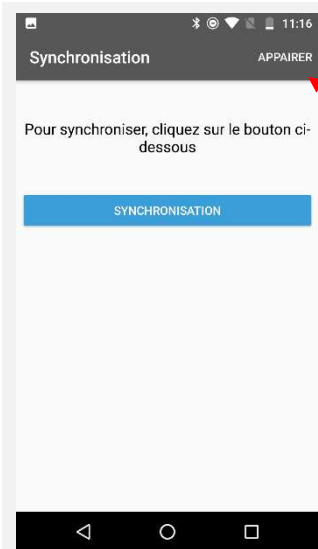 11:16
Synchronisation APPAIRER
Pour synchroniser, cliquez sur le bouton ci-
dessous
SYNCHRONISATION